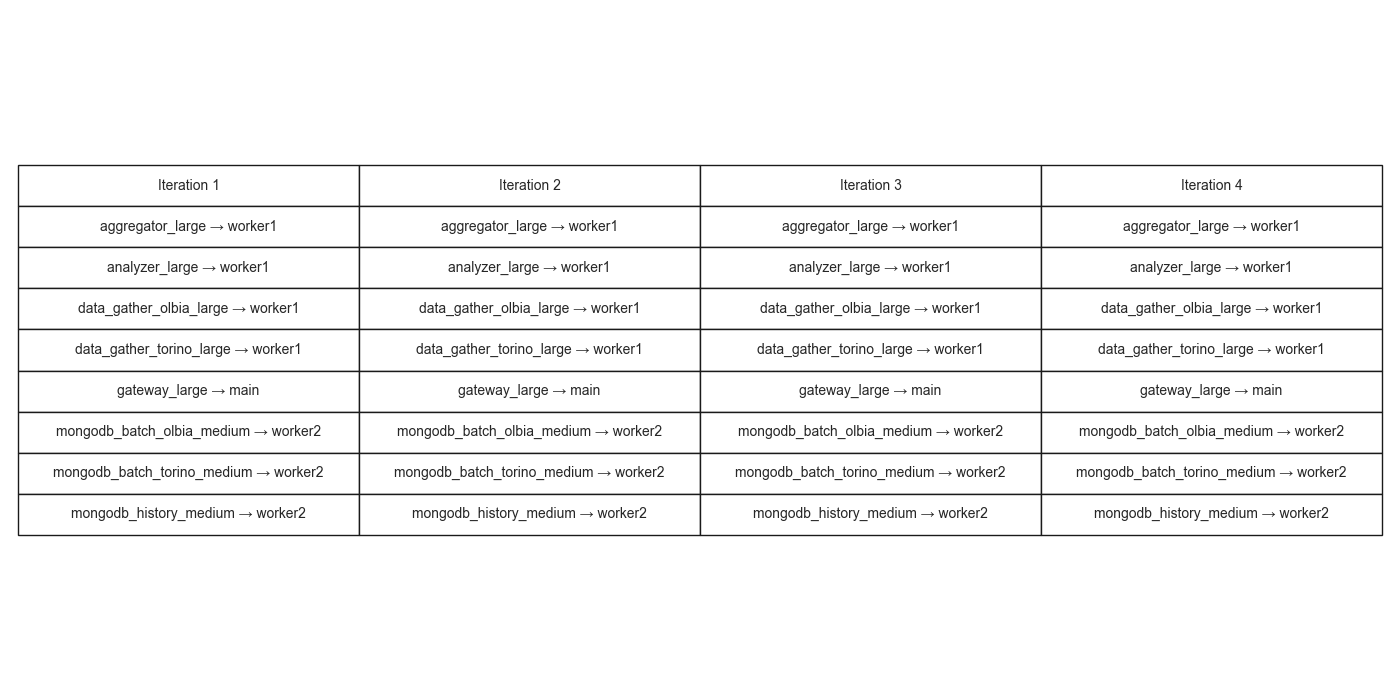 Iteration 1 Iteration 2 Iteration 3 Iteration 4
aggregator_large → worker1 aggregator_large → worker1 aggregator_large → worker1 aggregator_large → worker1
analyzer_large → worker1 analyzer_large → worker1 analyzer_large → worker1 analyzer_large → worker1
data_gather_olbia_large → worker1 data_gather_olbia_large → worker1 data_gather_olbia_large → worker1 data_gather_olbia_large → worker1
data_gather_torino_large → worker1 data_gather_torino_large → worker1 data_gather_torino_large → worker1 data_gather_torino_large → worker1
gateway_large → main gateway_large → main gateway_large → main gateway_large → main
mongodb_batch_olbia_medium → worker2 mongodb_batch_olbia_medium → worker2 mongodb_batch_olbia_medium → worker2 mongodb_batch_olbia_medium → worker2
mongodb_batch_torino_medium → worker2 mongodb_batch_torino_medium → worker2 mongodb_batch_torino_medium → worker2 mongodb_batch_torino_medium → worker2
mongodb_history_medium → worker2 mongodb_history_medium → worker2 mongodb_history_medium → worker2 mongodb_history_medium → worker2